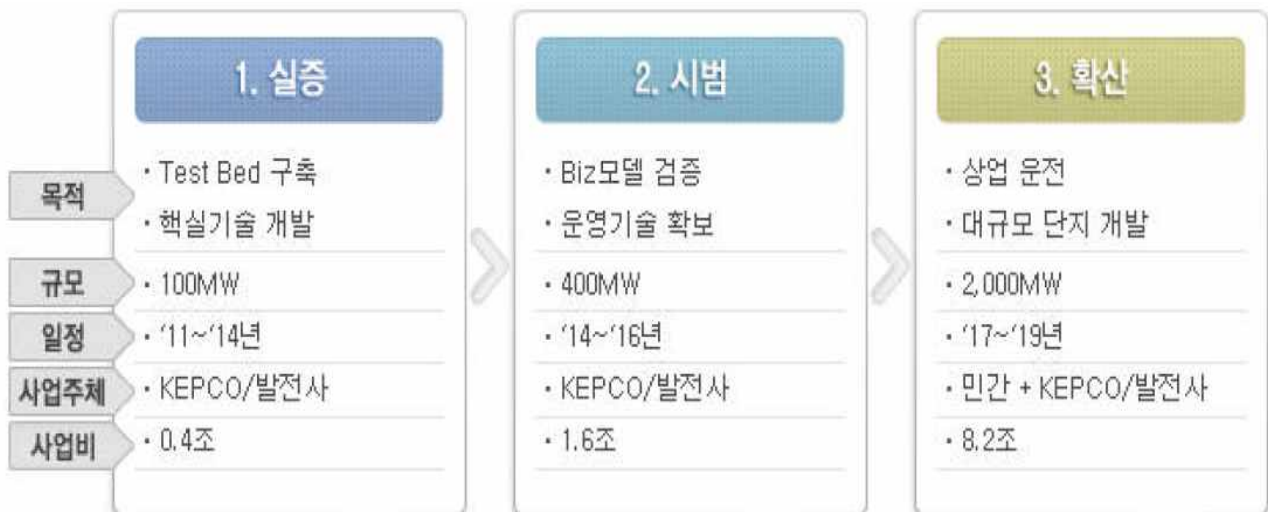 1. 실증
2. 시범
3. 확산
목적
· Test Bed 구축
· 핵실기술 개발
· Biz모델 검증
· 운영기술 확보
· 상업 운전
· 대규모 단지 개발
규모
· 100MW
· 400MW
· 2,000MW
일정
· ‘11~‘14년
· ‘14~‘16년
· ‘17~‘19년
사업주체
· KEPCO/발전사
· KEPCO/발전사
· 민간 + KEPCO/발전사
사업비
· 0.4조
· 1.6조
· 8.2조